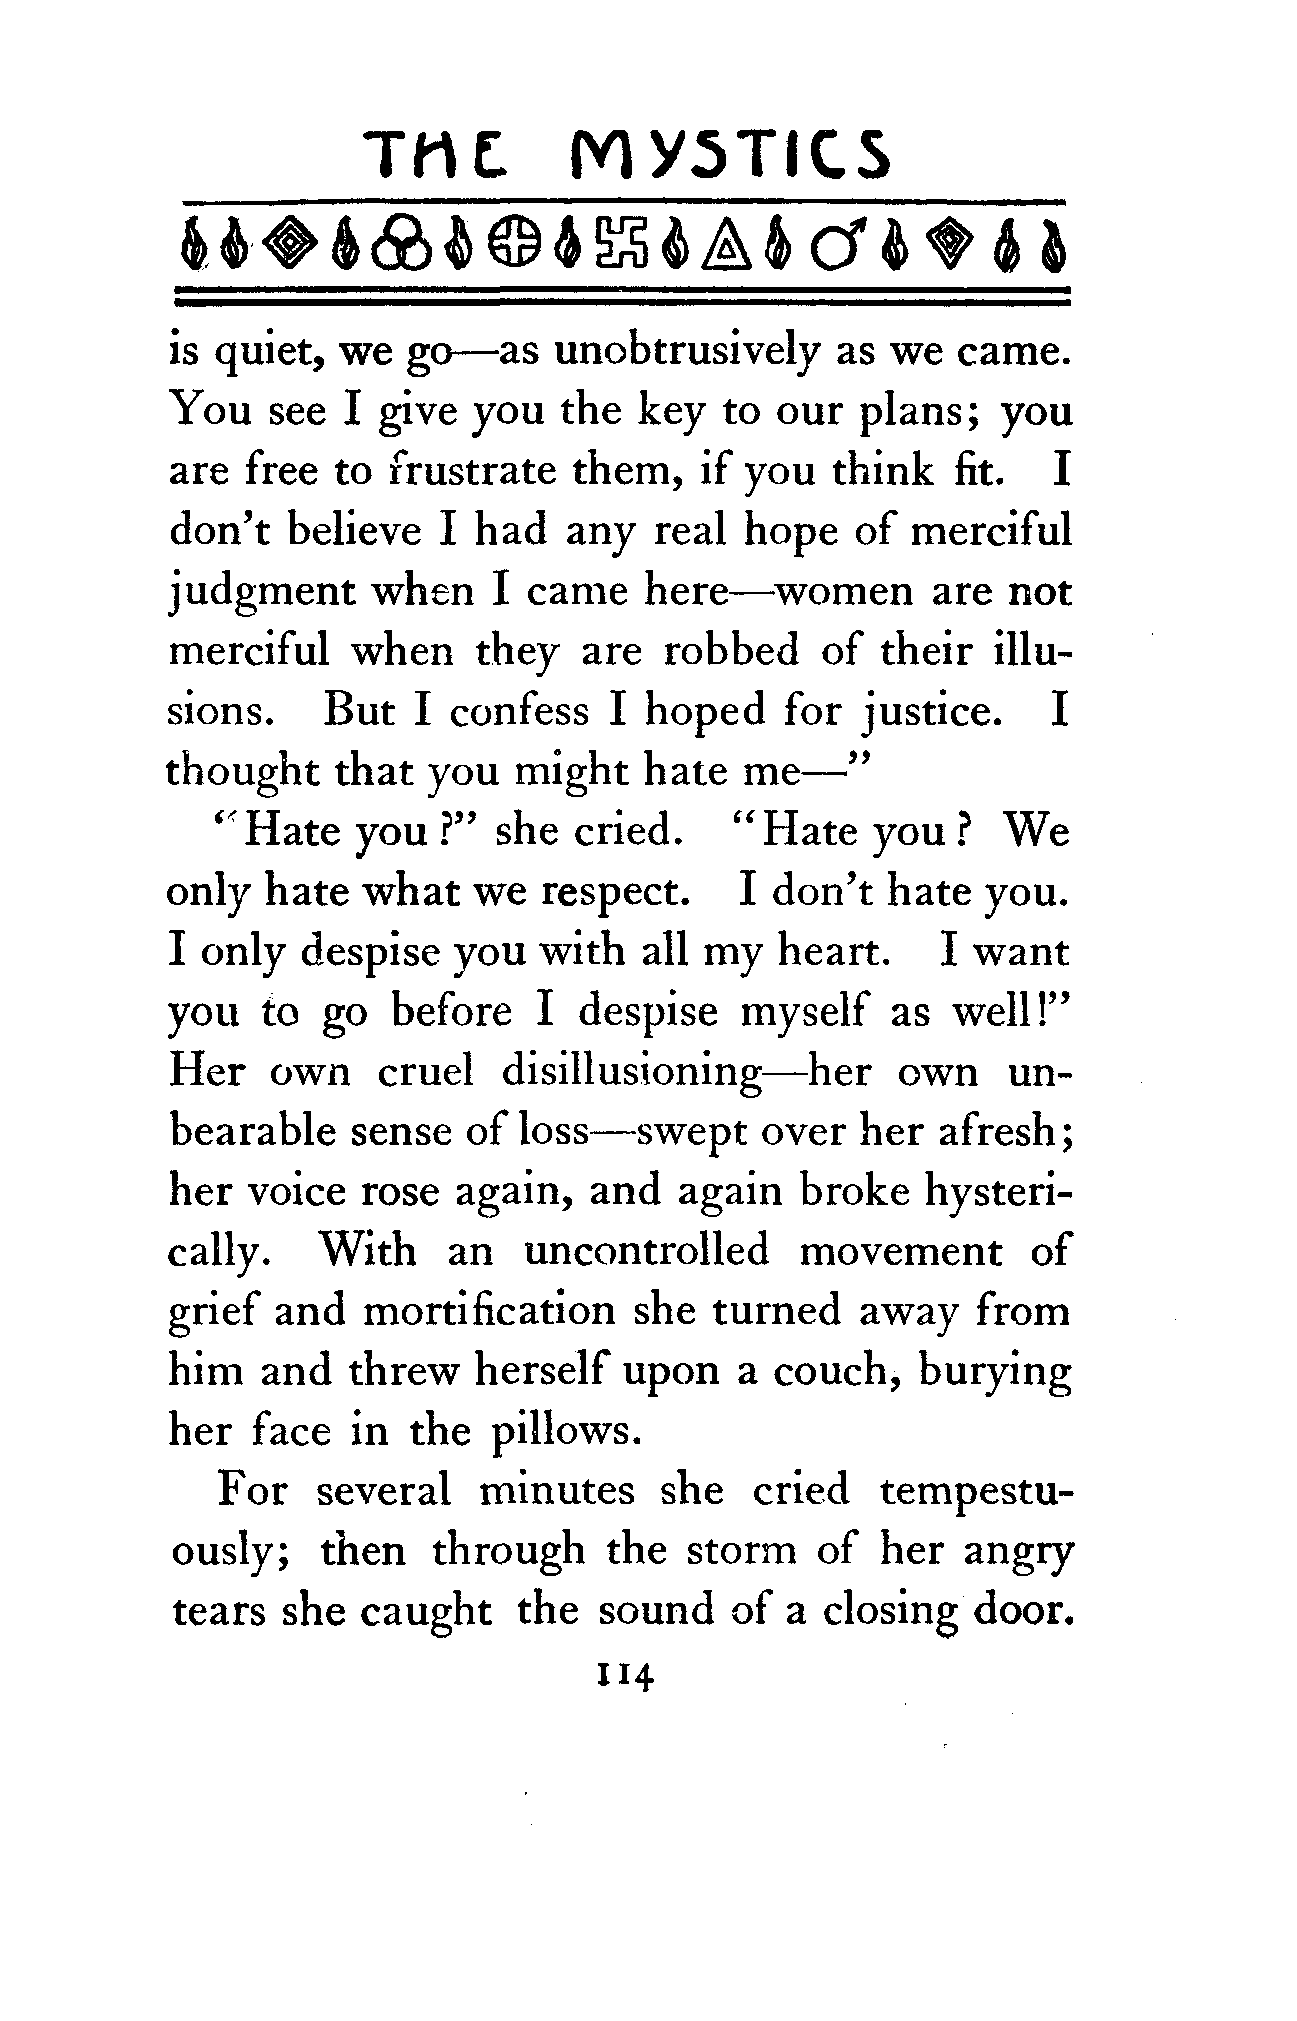 THE MYSTICS
is quiet, we go—as unobtrusively as we came.
You see I give you the key to our plans; you
are free to frustrate them, if you think fit. I
don't believe I had any real hope of merciful
judgment when I came here—women are not
merciful when they are robbed of their illu-
sions. But I confess I hoped for justice. I
thought that you might hate me—"
"Hate you?" she cried. "Hate you? We
only hate what we respect. I don't hate you.
I only despise you with all my heart. I want
you to go before I despise myself as well!"
Her own cruel disillusioning—her own un-
bearable sense of loss—swept over her afresh;
her voice rose again, and again broke hysteri-
cally. With an uncontrolled movement of
grief and mortification she turned away from
him and threw herself upon a couch, burying
her face in the pillows.
For several minutes she cried tempestu-
ously; then through the storm of her angry
tears she caught the sound of a closing door.
114